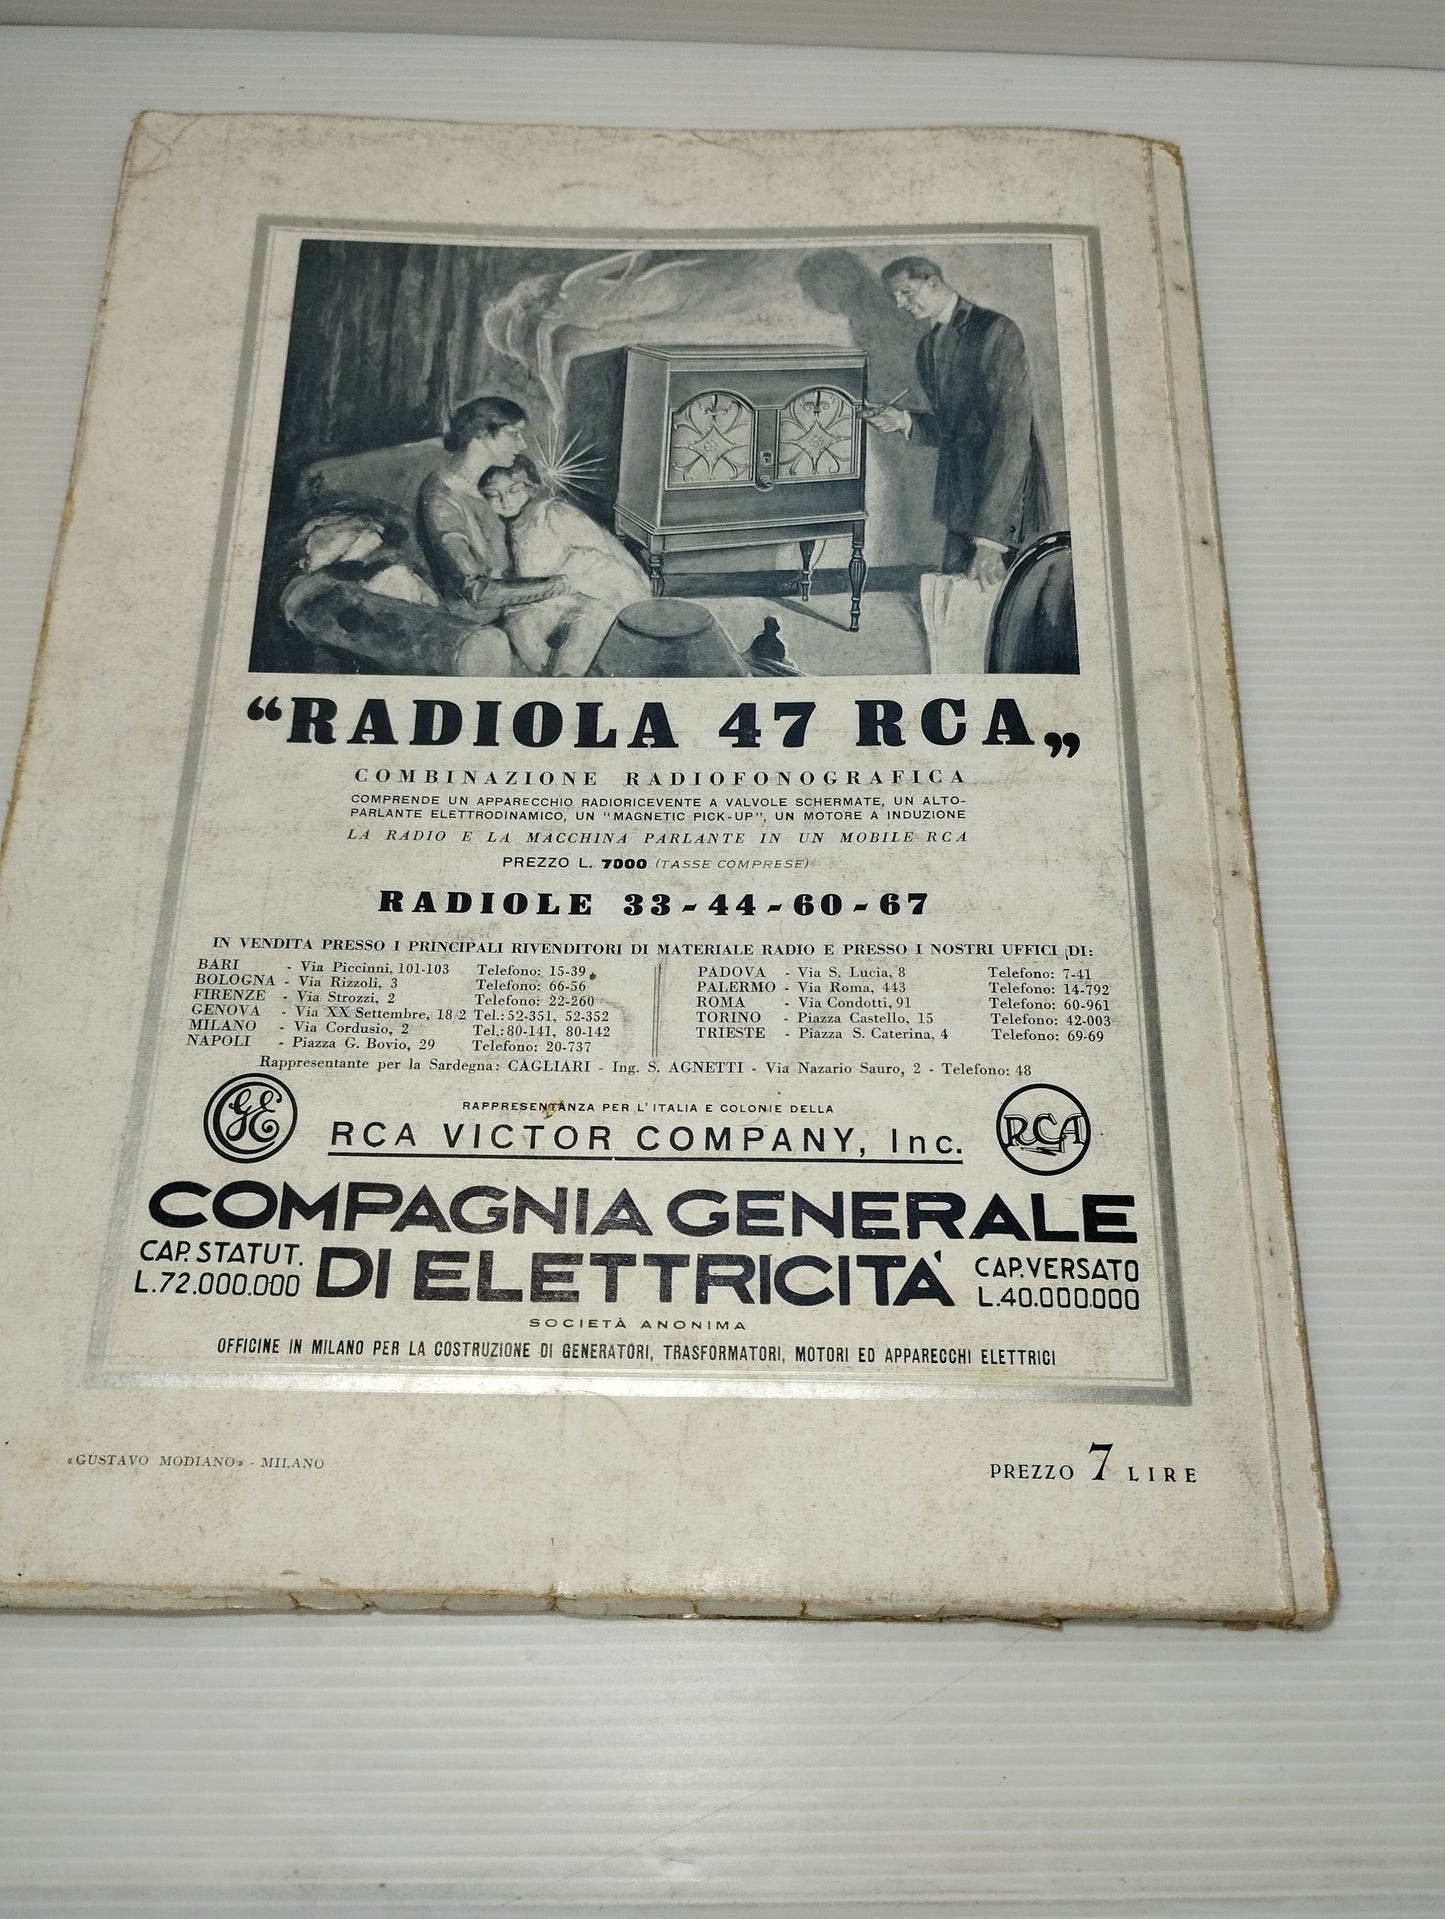 “RADIOLA 47 RCA„
COMBINAZIONE RADIOFONOGRAFICA
COMPRENDE UN APPARECCHIO RADIORICEVENTE A VALVOLE SCHERMATE, UN ALTO-
PARLANTE ELETTRODINAMICO, UN "MAGNETIC PICK-UP", UN MOTORE A INDUZIONE
LA RADIO E LA MACCHINA PARLANTE IN UN MOBILE RCA
PREZZO L. 7000 (TASSE COMPRESE)
RADIOLE 33-44-60-67
IN VENDITA PRESSO I PRINCIPALI RIVENDITORI DI MATERIALE RADIO E PRESSO I NOSTRI UFFICI DI:
BARI - Via Piccinni, 101-103 Telefono: 15-39
BOLOGNA - Via Rizzoli, 3 Telefono: 66-56
FIRENZE - Via Strozzi, 2 Telefono: 22-260
GENOVA - Via XX Settembre, 18/2 Tel.: 52-351, 52-352
MILANO - Via Cordusio, 2 Tel.: 80-141, 80-142
NAPOLI - Piazza G. Bovio, 29 Telefono: 20-737
PADOVA - Via S. Lucia, 8 Telefono: 7-41
PALERMO - Via Roma, 443 Telefono: 14-792
ROMA - Via Condotti, 91 Telefono: 60-961
TORINO - Piazza Castello, 15 Telefono: 42-003
TRIESTE - Piazza S. Caterina, 4 Telefono: 69-69
Rappresentante per la Sardegna: CAGLIARI - Ing. S. AGNETTI - Via Nazario Sauro, 2 - Telefono: 48
GE
RAPPRESENTANZA PER L'ITALIA E COLONIE DELLA
RCA VICTOR COMPANY, Inc.
RCA
COMPAGNIA GENERALE
DI ELETTRICITÀ
CAP. STATUT.
L.72.000.000
CAP. VERSATO
L.40.000.000
SOCIETÀ ANONIMA
OFFICINE IN MILANO PER LA COSTRUZIONE DI GENERATORI, TRASFORMATORI, MOTORI ED APPARECCHI ELETTRICI
«GUSTAVO MODIANO» - MILANO
PREZZO 7 LIRE